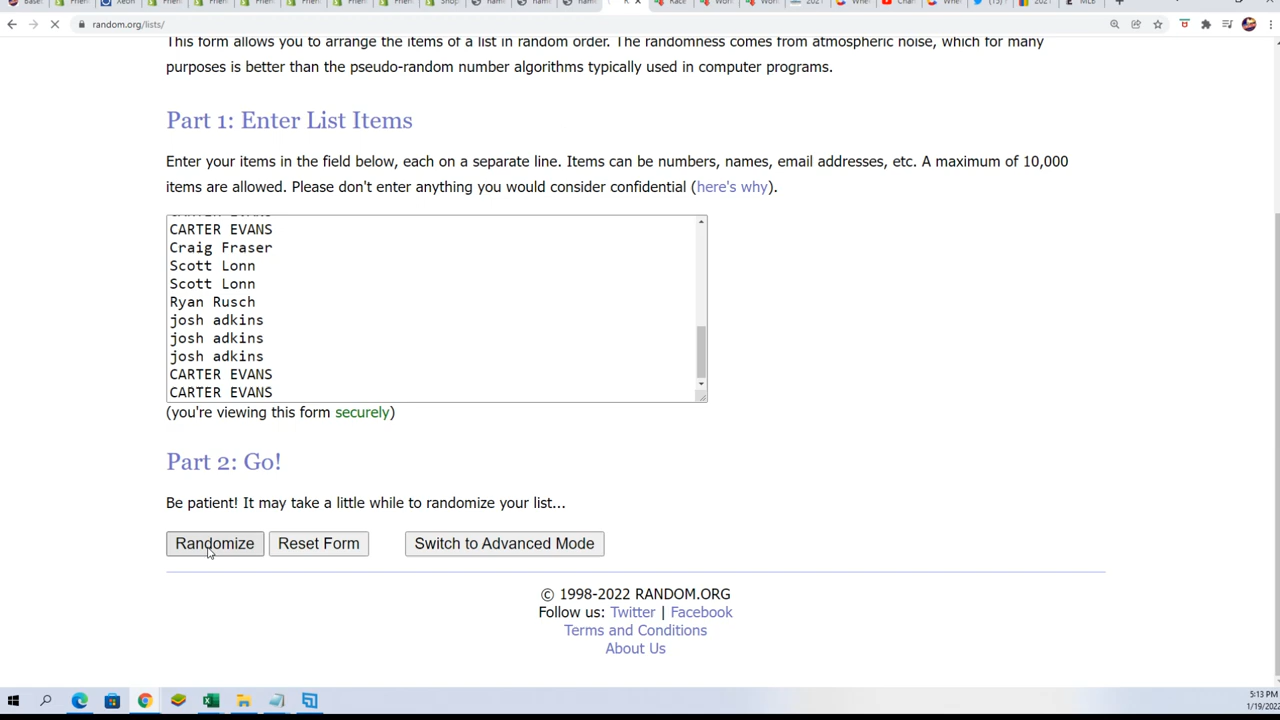 random.org/lists/
This form allows you to arrange the items of a list in random order. The randomness comes from atmospheric noise, which for many
purposes is better than the pseudo-random number algorithms typically used in computer programs.
Part 1: Enter List Items
Enter your items in the field below, each on a separate line. Items can be numbers, names, email addresses, etc. A maximum of 10,000
items are allowed. Please don't enter anything you would consider confidential (here's why).
CARTER EVANS
CARTER EVANS
Craig Fraser
Scott Lonn
Scott Lonn
Ryan Rusch
josh adkins
josh adkins
josh adkins
CARTER EVANS
CARTER EVANS
(you're viewing this form securely)
Part 2: Go!
Be patient! It may take a little while to randomize your list...
Randomize Reset Form Switch to Advanced Mode
© 1998-2022 RANDOM.ORG
Follow us: Twitter | Facebook
Terms and Conditions
About Us
5:13 PM
1/19/2022